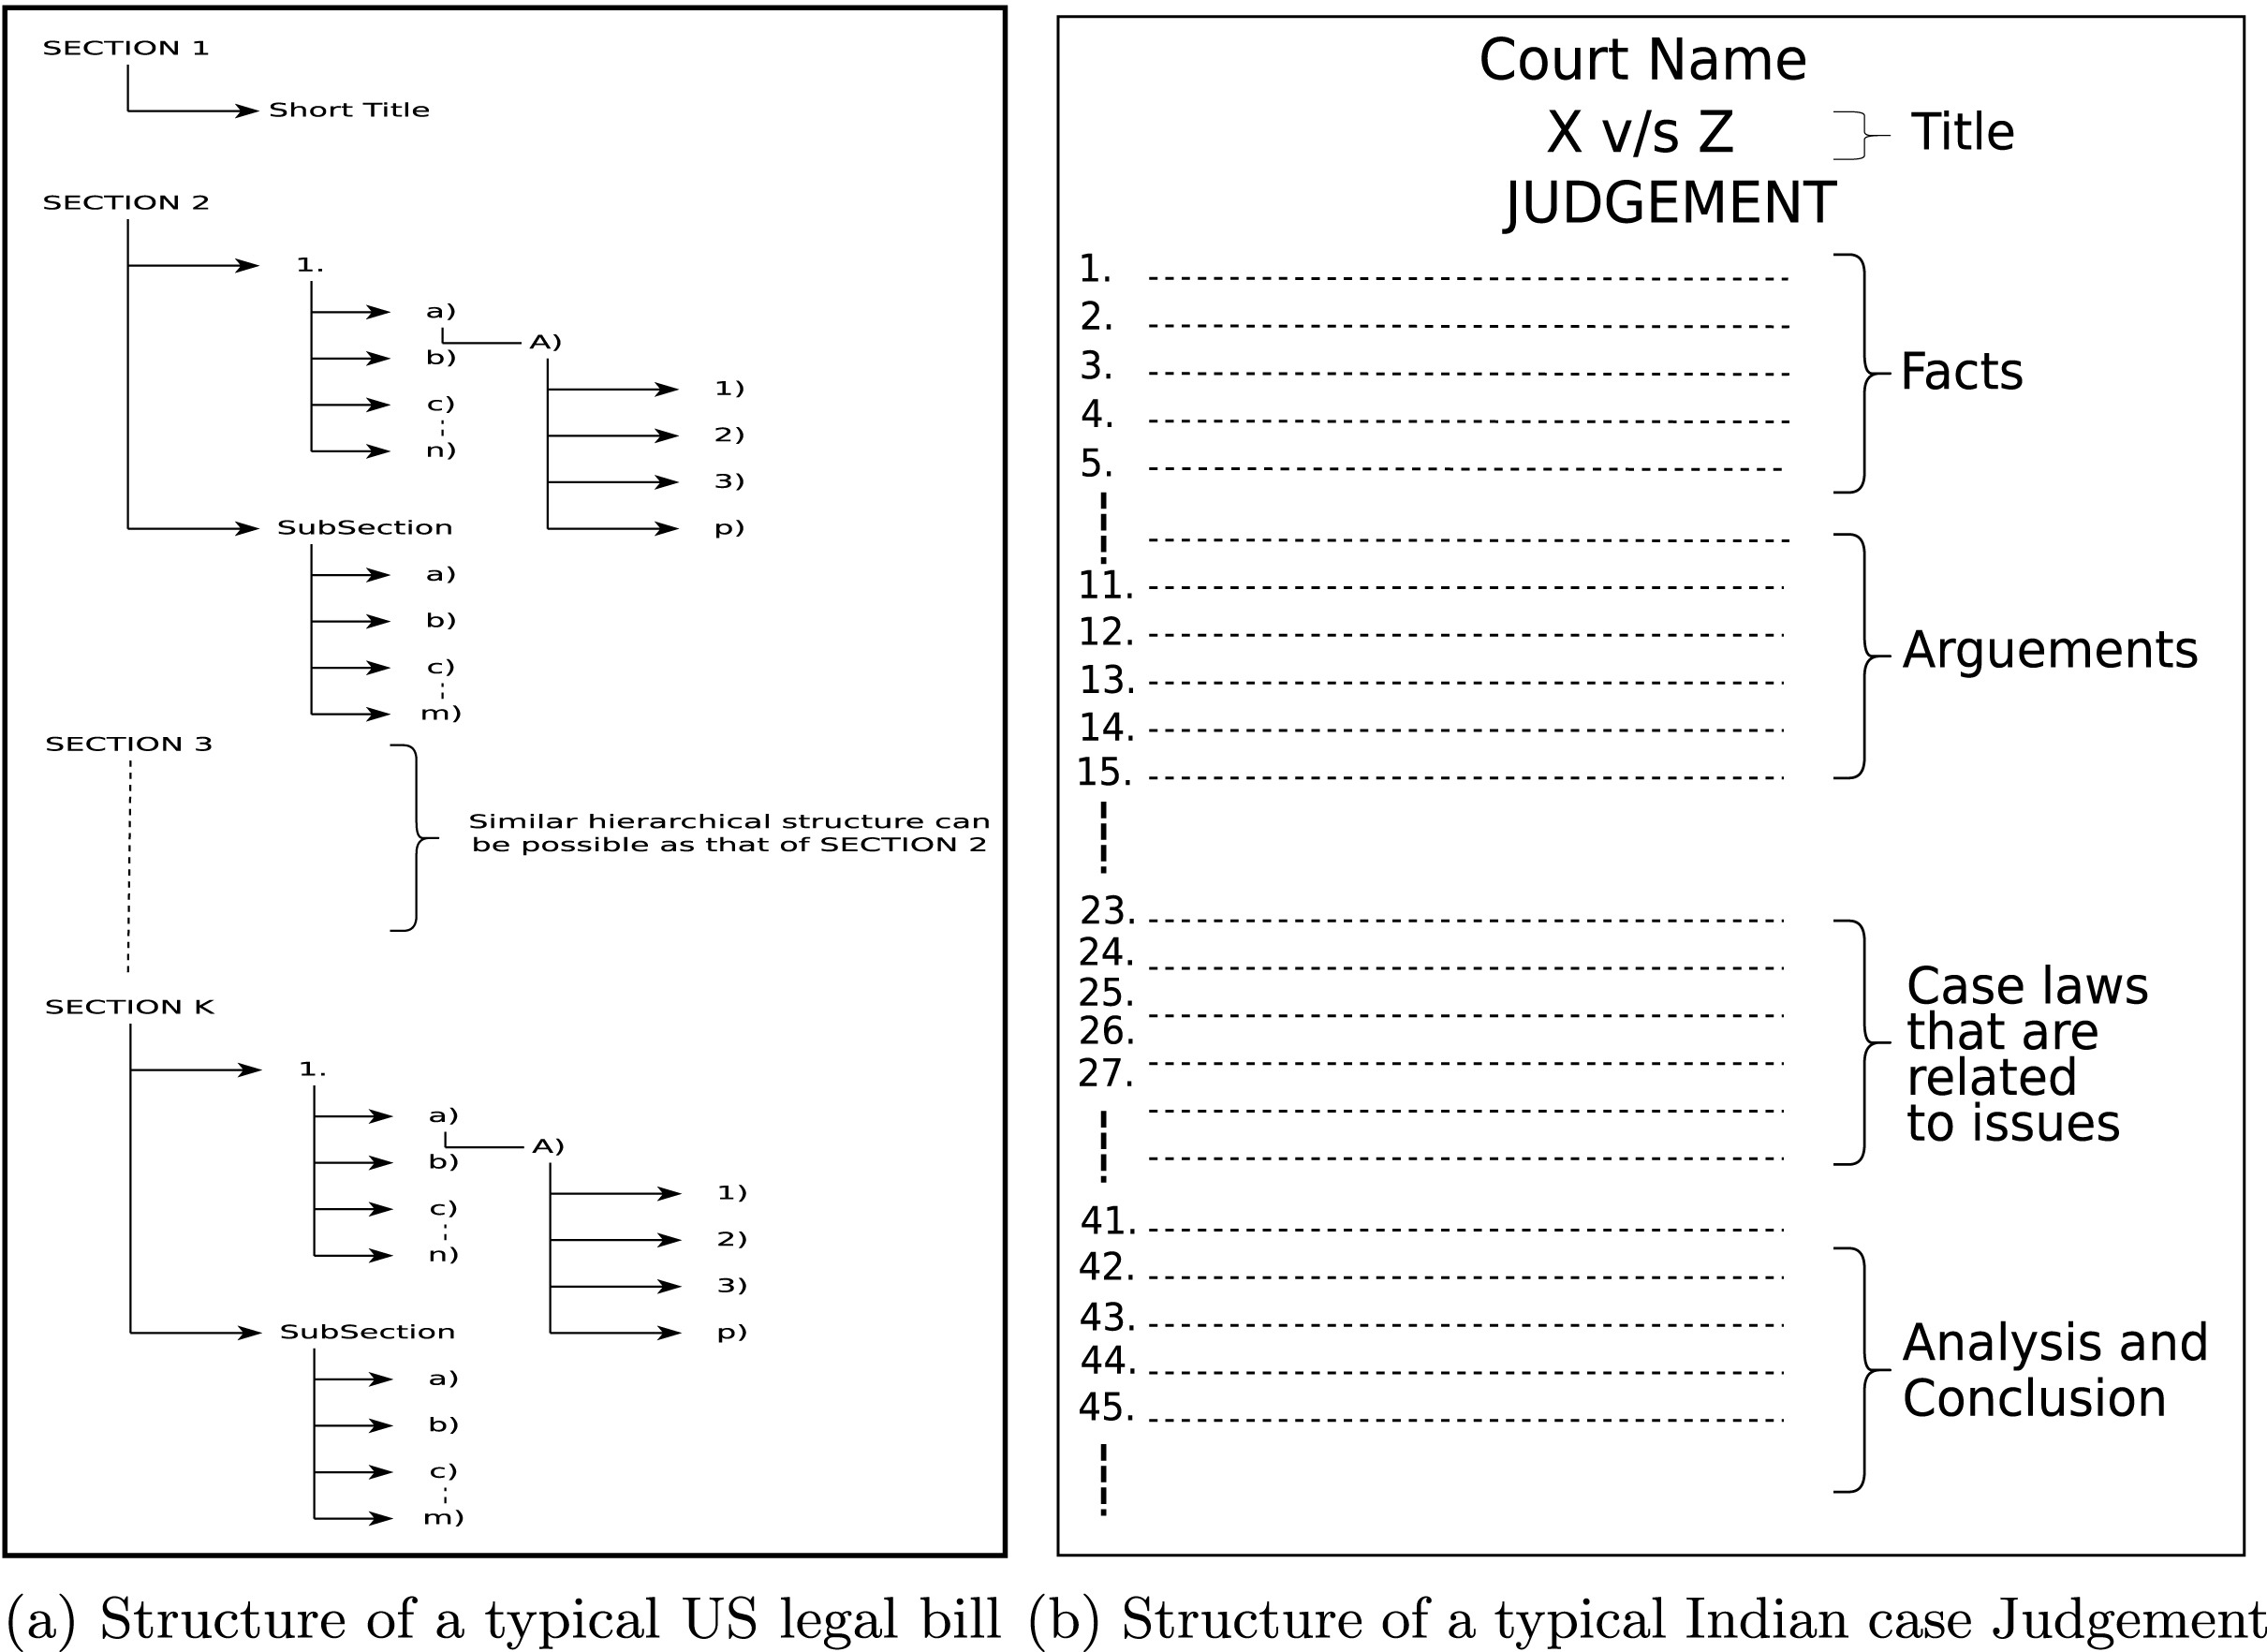 SECTION 1
Short Title
SECTION 2
1.
a)
A)
b)
1)
c)
2)
n)
3)
SubSection
p)
a)
b)
c)
m)
SECTION 3
Similar hierarchical structure can
be possible as that of SECTION 2
SECTION K
1.
a)
A)
b)
1)
c)
2)
n)
3)
SubSection
p)
a)
b)
c)
m)
(a) Structure of a typical US legal bill
Court Name
X v/s Z
Title
JUDGEMENT
1.
2.
3.
Facts
4.
5.
11.
12.
Arguements
13.
14.
15.
23.
24.
25.
26.
27.
Case laws
that are
related
to issues
41.
42.
43.
44.
45.
Analysis and
Conclusion
(b) Structure of a typical Indian case Judgement